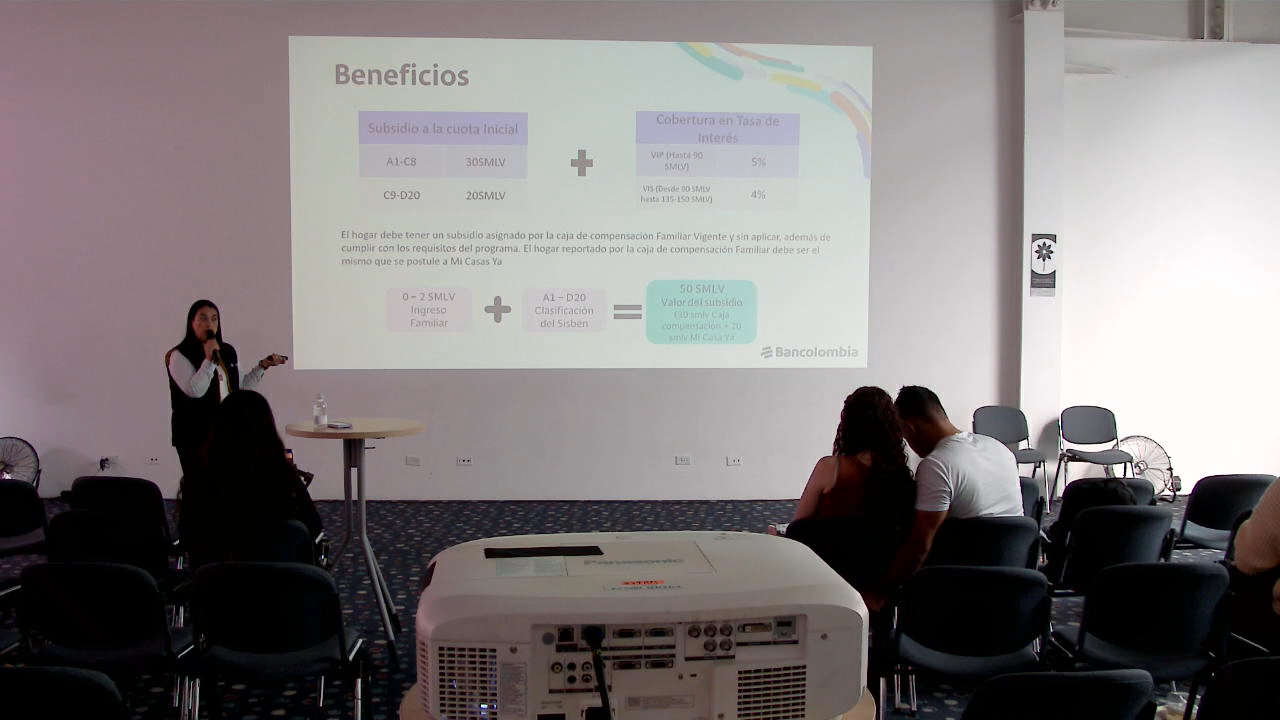 Beneficios
Subsidio a la cuota Inicial
A1-C8 30SMLV
C9-D20 20SMLV
Cobertura en Tasa de
Interés
VIP (Hasta 90
SMLV) 5%
VIS (Desde 90 SMLV
hasta 135-150 SMLV) 4%
El hogar debe tener un subsidio asignado por la caja de compensación Familiar Vigente y sin aplicar, además de
cumplir con los requisitos del programa. El hogar reportado por la caja de compensación Familiar debe ser el
mismo que se postule a Mi Casas Ya
0 – 2 SMLV
Ingreso
Familiar
A1 – D20
Clasificación
del Sisbén
50 SMLV
Valor del subsidio
(30 smlv Caja
compensación + 20
smlv Mi Casa Ya
Bancolombia
Panasonic